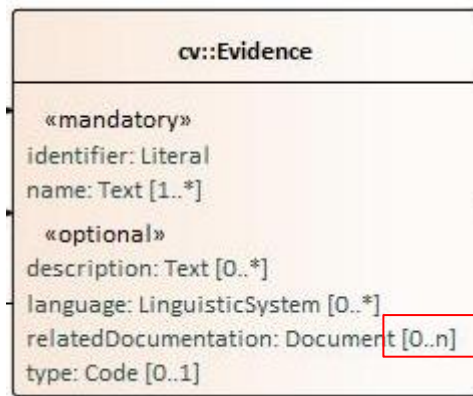 cv::Evidence
«mandatory»
identifier: Literal
name: Text [1..*]
«optional»
description: Text [0..*]
language: LinguisticSystem [0..*]
relatedDocumentation: Document [0..n]
type: Code [0..1]